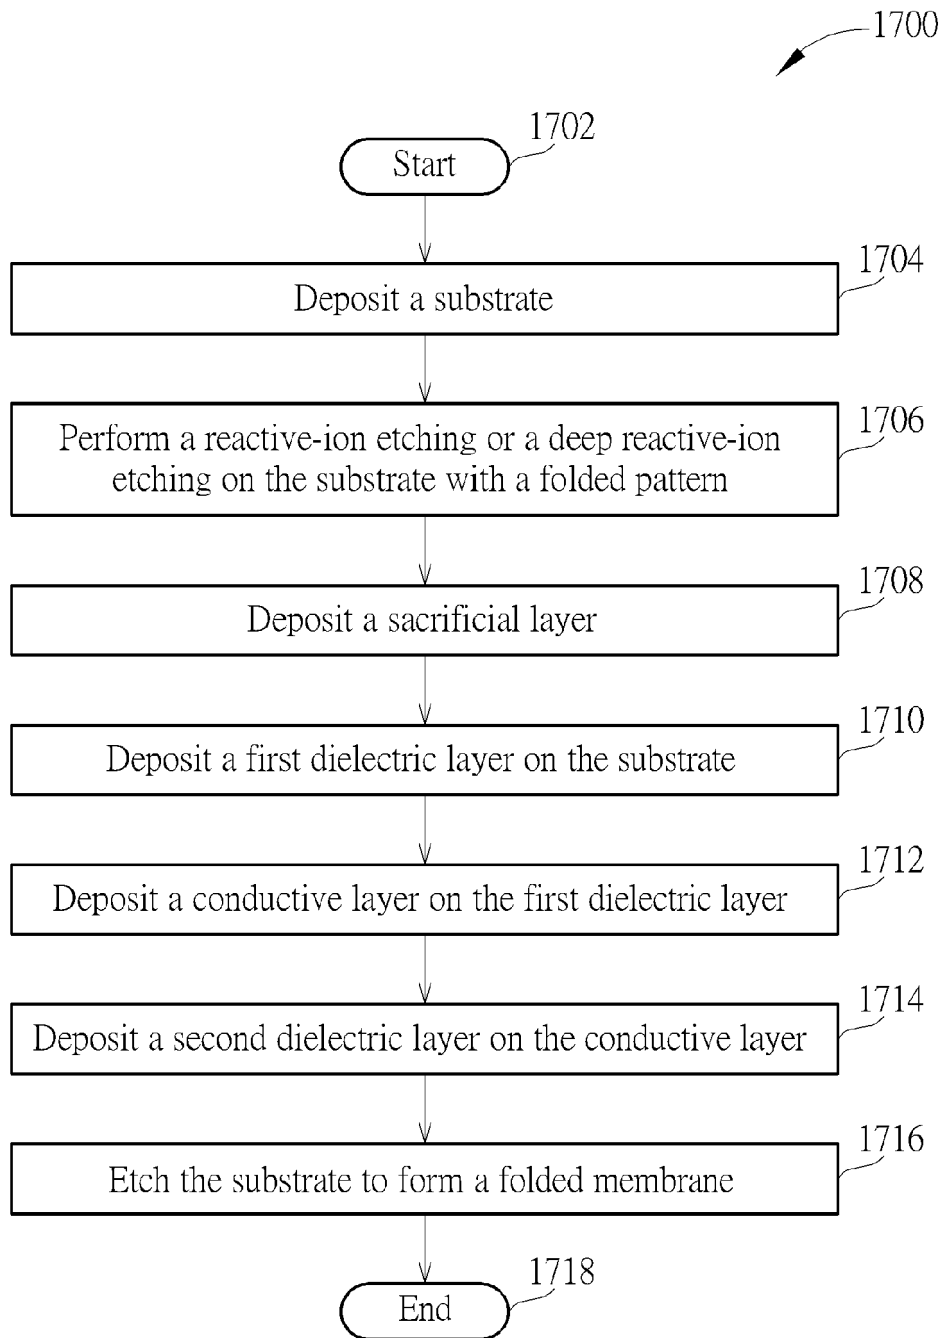 1700
1702
Start
1704
Deposit a substrate
1706
Perform a reactive-ion etching or a deep reactive-ion
etching on the substrate with a folded pattern
1708
Deposit a sacrificial layer
1710
Deposit a first dielectric layer on the substrate
1712
Deposit a conductive layer on the first dielectric layer
1714
Deposit a second dielectric layer on the conductive layer
1716
Etch the substrate to form a folded membrane
1718
End